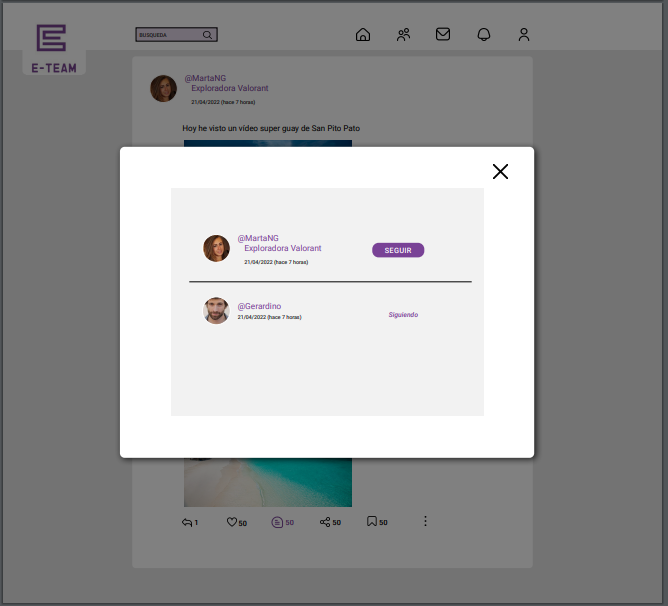 BUSQUEDA
E-TEAM
@MartaNG
Exploradora Valorant
21/04/2022 (hace 7 horas)
Hoy he visto un vídeo super guay de San Pito Pato
@MartaNG
Exploradora Valorant
21/04/2022 (hace 7 horas)
SEGUIR
@Gerardino
21/04/2022 (hace 7 horas)
Siguiendo
1 50 50 50 50